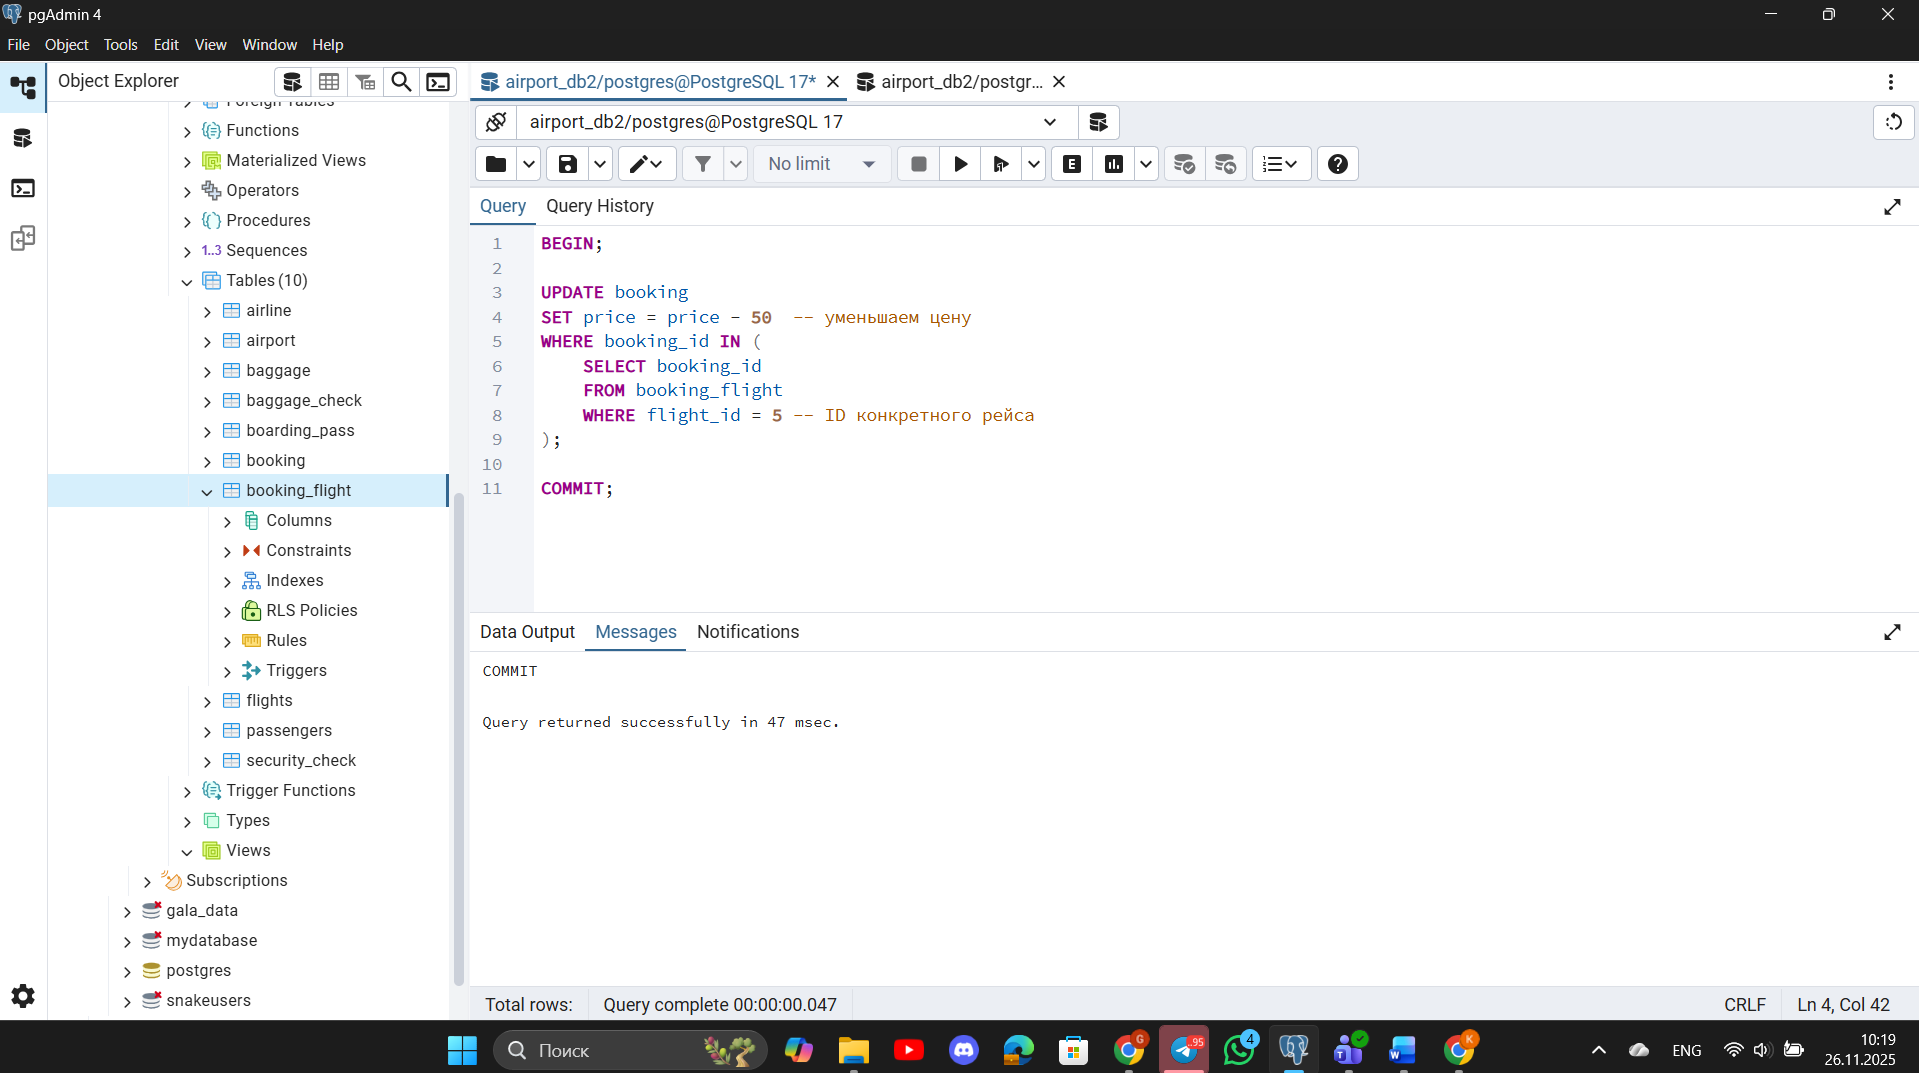 pgAdmin 4
File Object Tools Edit View Window Help
Object Explorer
airport_db2/postgres@PostgreSQL 17*
airport_db2/postgr...
airport_db2/postgres@PostgreSQL 17
No limit
E
Query Query History
Foreign Tables
Functions
Materialized Views
Operators
Procedures
1..3 Sequences
Tables (10)
airline
airport
baggage
baggage_check
boarding_pass
booking
booking_flight
Columns
Constraints
Indexes
RLS Policies
Rules
Triggers
flights
passengers
security_check
Trigger Functions
Types
Views
Subscriptions
gala_data
mydatabase
postgres
snakeusers
1 BEGIN;
2
3 UPDATE booking
4 SET price = price - 50 -- уменьшаем цену
5 WHERE booking_id IN (
6 SELECT booking_id
7 FROM booking_flight
8 WHERE flight_id = 5 -- ID конкретного рейса
9 );
10
11 COMMIT;
Data Output Messages Notifications
COMMIT
Query returned successfully in 47 msec.
Total rows: Query complete 00:00:00.047
CRLF Ln 4, Col 42
Поиск
G
95
4
T
W
K
ENG
10:19
26.11.2025